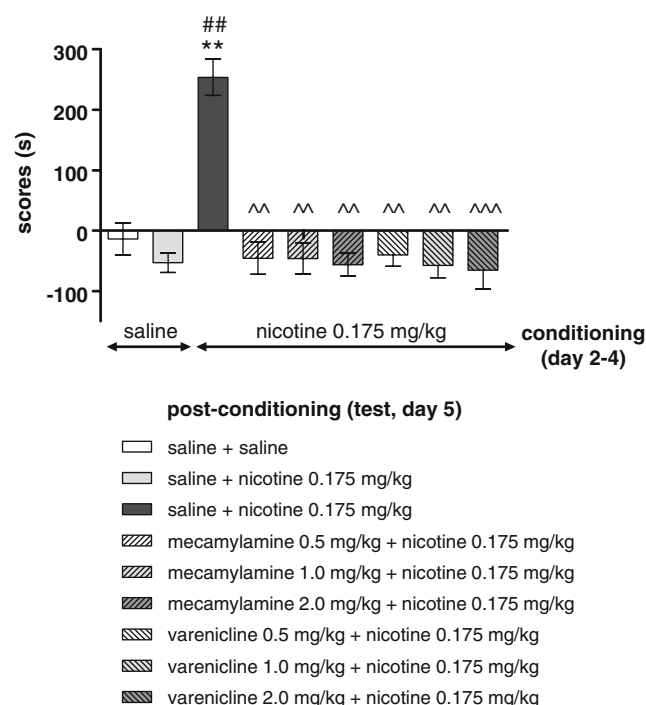 ##
**
300
200
100
0
-100
scores (s)
^^ ^^ ^^ ^^ ^^ ^^^
saline nicotine 0.175 mg/kg conditioning
(day 2-4)
post-conditioning (test, day 5)
saline + saline
saline + nicotine 0.175 mg/kg
saline + nicotine 0.175 mg/kg
mecamylamine 0.5 mg/kg + nicotine 0.175 mg/kg
mecamylamine 1.0 mg/kg + nicotine 0.175 mg/kg
mecamylamine 2.0 mg/kg + nicotine 0.175 mg/kg
varenicline 0.5 mg/kg + nicotine 0.175 mg/kg
varenicline 1.0 mg/kg + nicotine 0.175 mg/kg
varenicline 2.0 mg/kg + nicotine 0.175 mg/kg